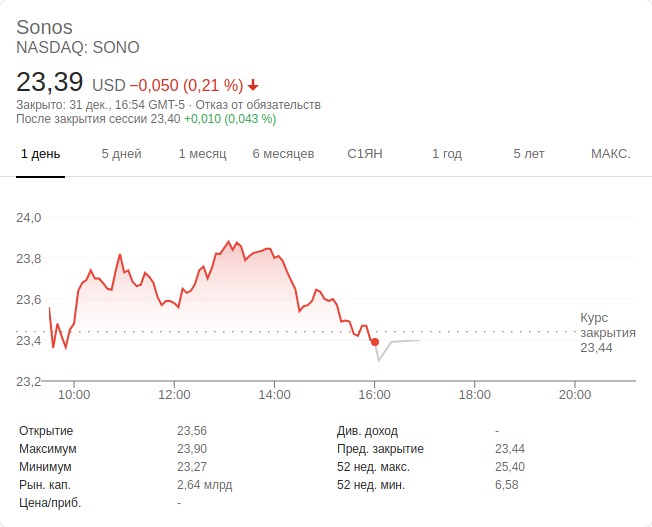 Sonos
NASDAQ: SONO
23,39 USD −0,050 (0,21 %)
Закрыто: 31 дек., 16:54 GMT-5 · Отказ от обязательств
После закрытия сессии 23,40 +0,010 (0,043 %)
1 день 5 дней 1 месяц 6 месяцев С1ЯН 1 год 5 лет МАКС.
24,0
23,8
23,6
23,4
23,2
Курс
закрытия
23,44
10:00 12:00 14:00 16:00 18:00 20:00
Открытие 23,56 Див. доход -
Максимум 23,90 Пред. закрытие 23,44
Минимум 23,27 52 нед. макс. 25,40
Рын. кап. 2,64 млрд 52 нед. мин. 6,58
Цена/приб. -